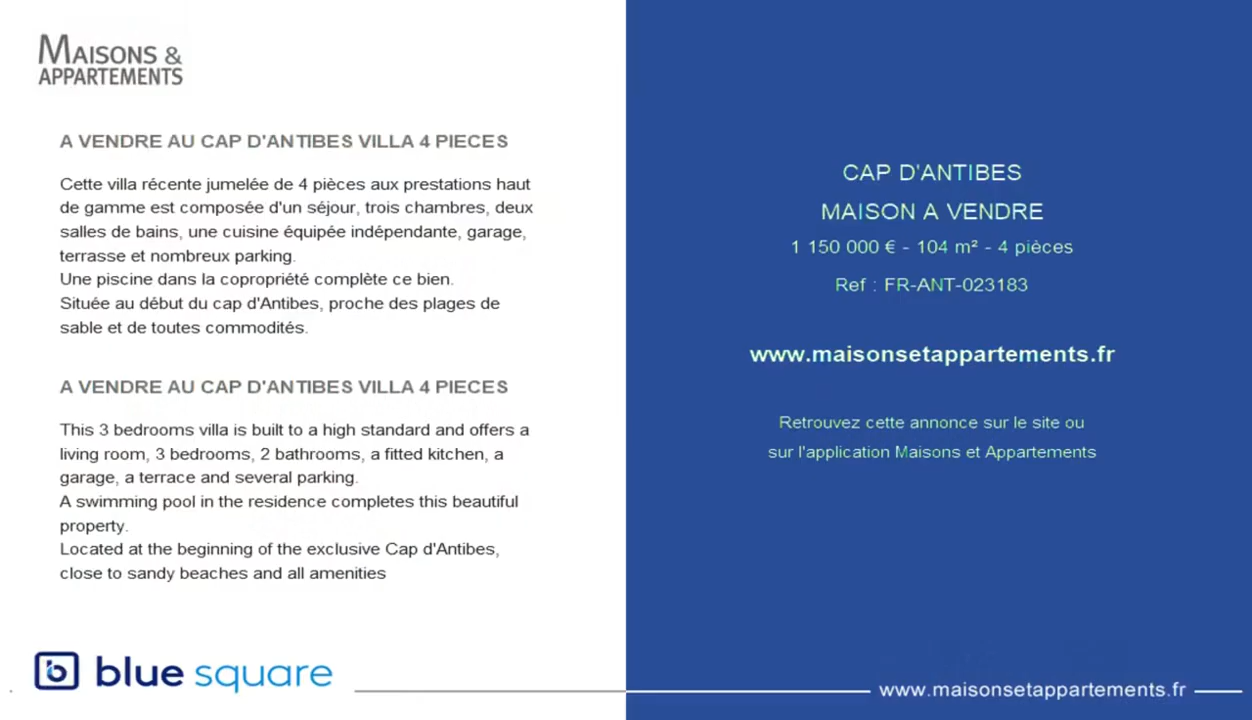 MAISONS &
APPARTEMENTS
A VENDRE AU CAP D'ANTIBES VILLA 4 PIECES
Cette villa récente jumelée de 4 pièces aux prestations haut
de gamme est composée d'un séjour, trois chambres, deux
salles de bains, une cuisine équipée indépendante, garage,
terrasse et nombreux parking.
Une piscine dans la copropriété complète ce bien.
Située au début du cap d'Antibes, proche des plages de
sable et de toutes commodités.
A VENDRE AU CAP D'ANTIBES VILLA 4 PIECES
This 3 bedrooms villa is built to a high standard and offers a
living room, 3 bedrooms, 2 bathrooms, a fitted kitchen, a
garage, a terrace and several parking.
A swimming pool in the residence completes this beautiful
property.
Located at the beginning of the exclusive Cap d'Antibes,
close to sandy beaches and all amenities
b blue square
CAP D'ANTIBES
MAISON A VENDRE
1 150 000 € - 104 m² - 4 pièces
Ref : FR-ANT-023183
www.maisonsetappartements.fr
Retrouvez cette annonce sur le site ou
sur l'application Maisons et Appartements
www.maisonsetappartements.fr